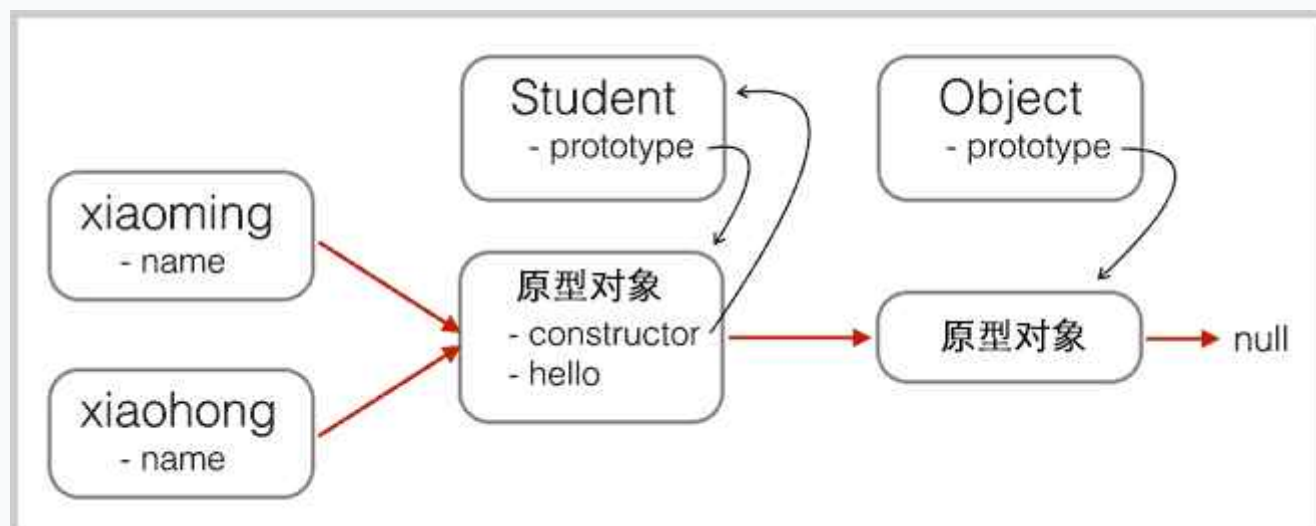 Student
- prototype
Object
- prototype
xiaoming
- name
原型对象
- constructor
- hello
原型对象
null
xiaohong
- name